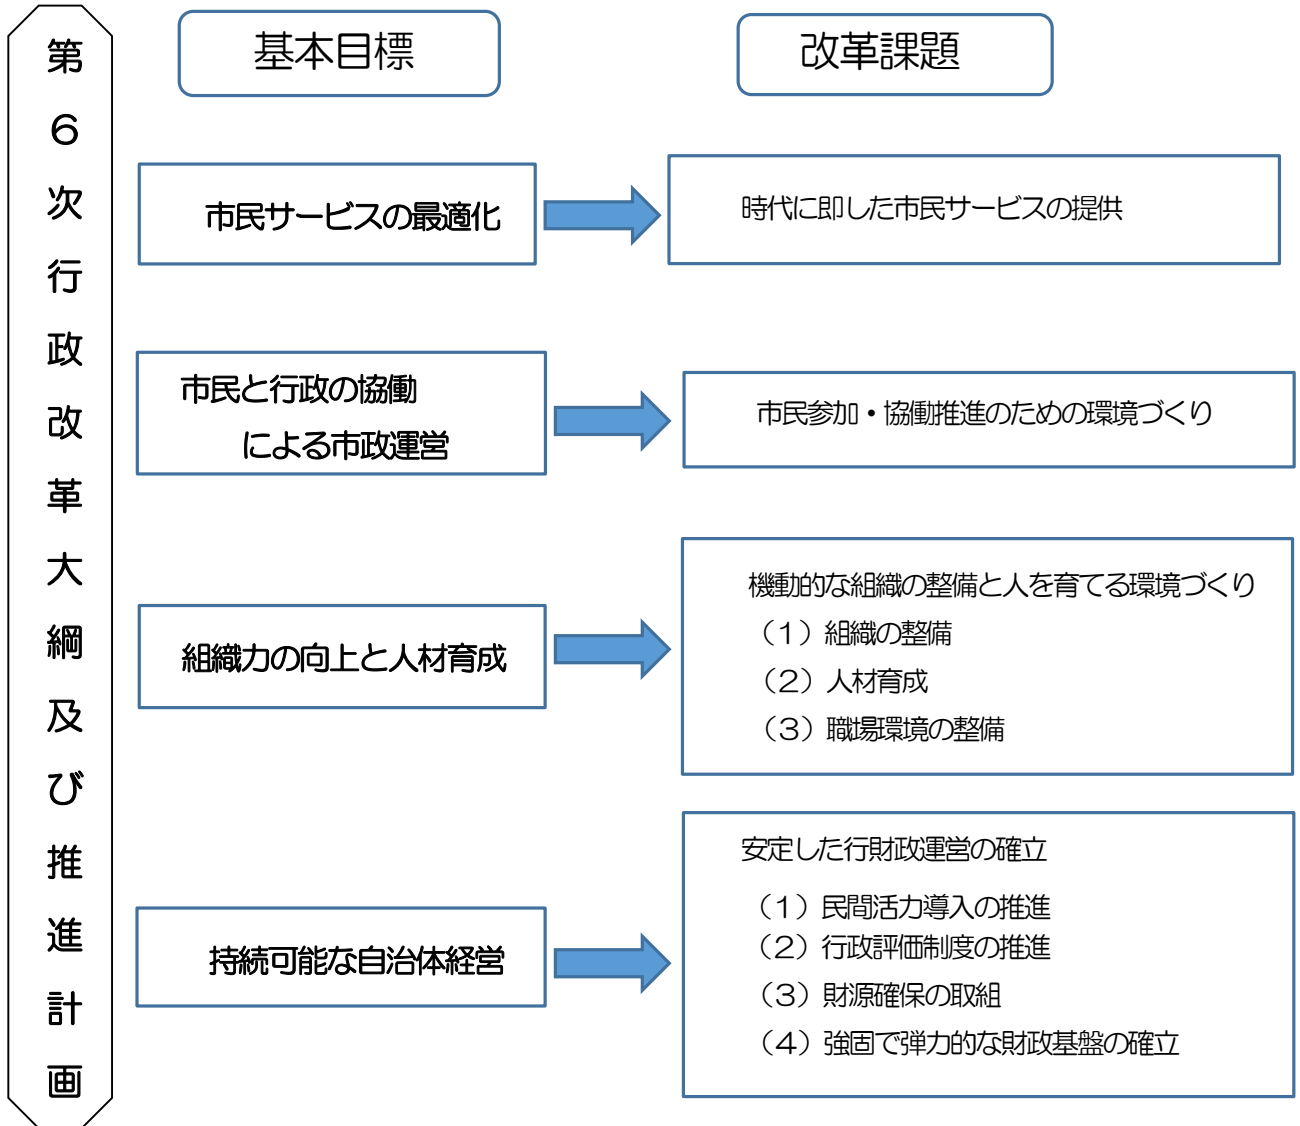 第6次行政改革大綱及び推進計画
基本目標
改革課題
市民サービスの最適化
時代に即した市民サービスの提供
市民と行政の協働
による市政運営
市民参加・協働推進のための環境づくり
組織力の向上と人材育成
機動的な組織の整備と人を育てる環境づくり
（1）組織の整備
（2）人材育成
（3）職場環境の整備
持続可能な自治体経営
安定した行財政運営の確立
（1）民間活力導入の推進
（2）行政評価制度の推進
（3）財源確保の取組
（4）強固で弾力的な財政基盤の確立